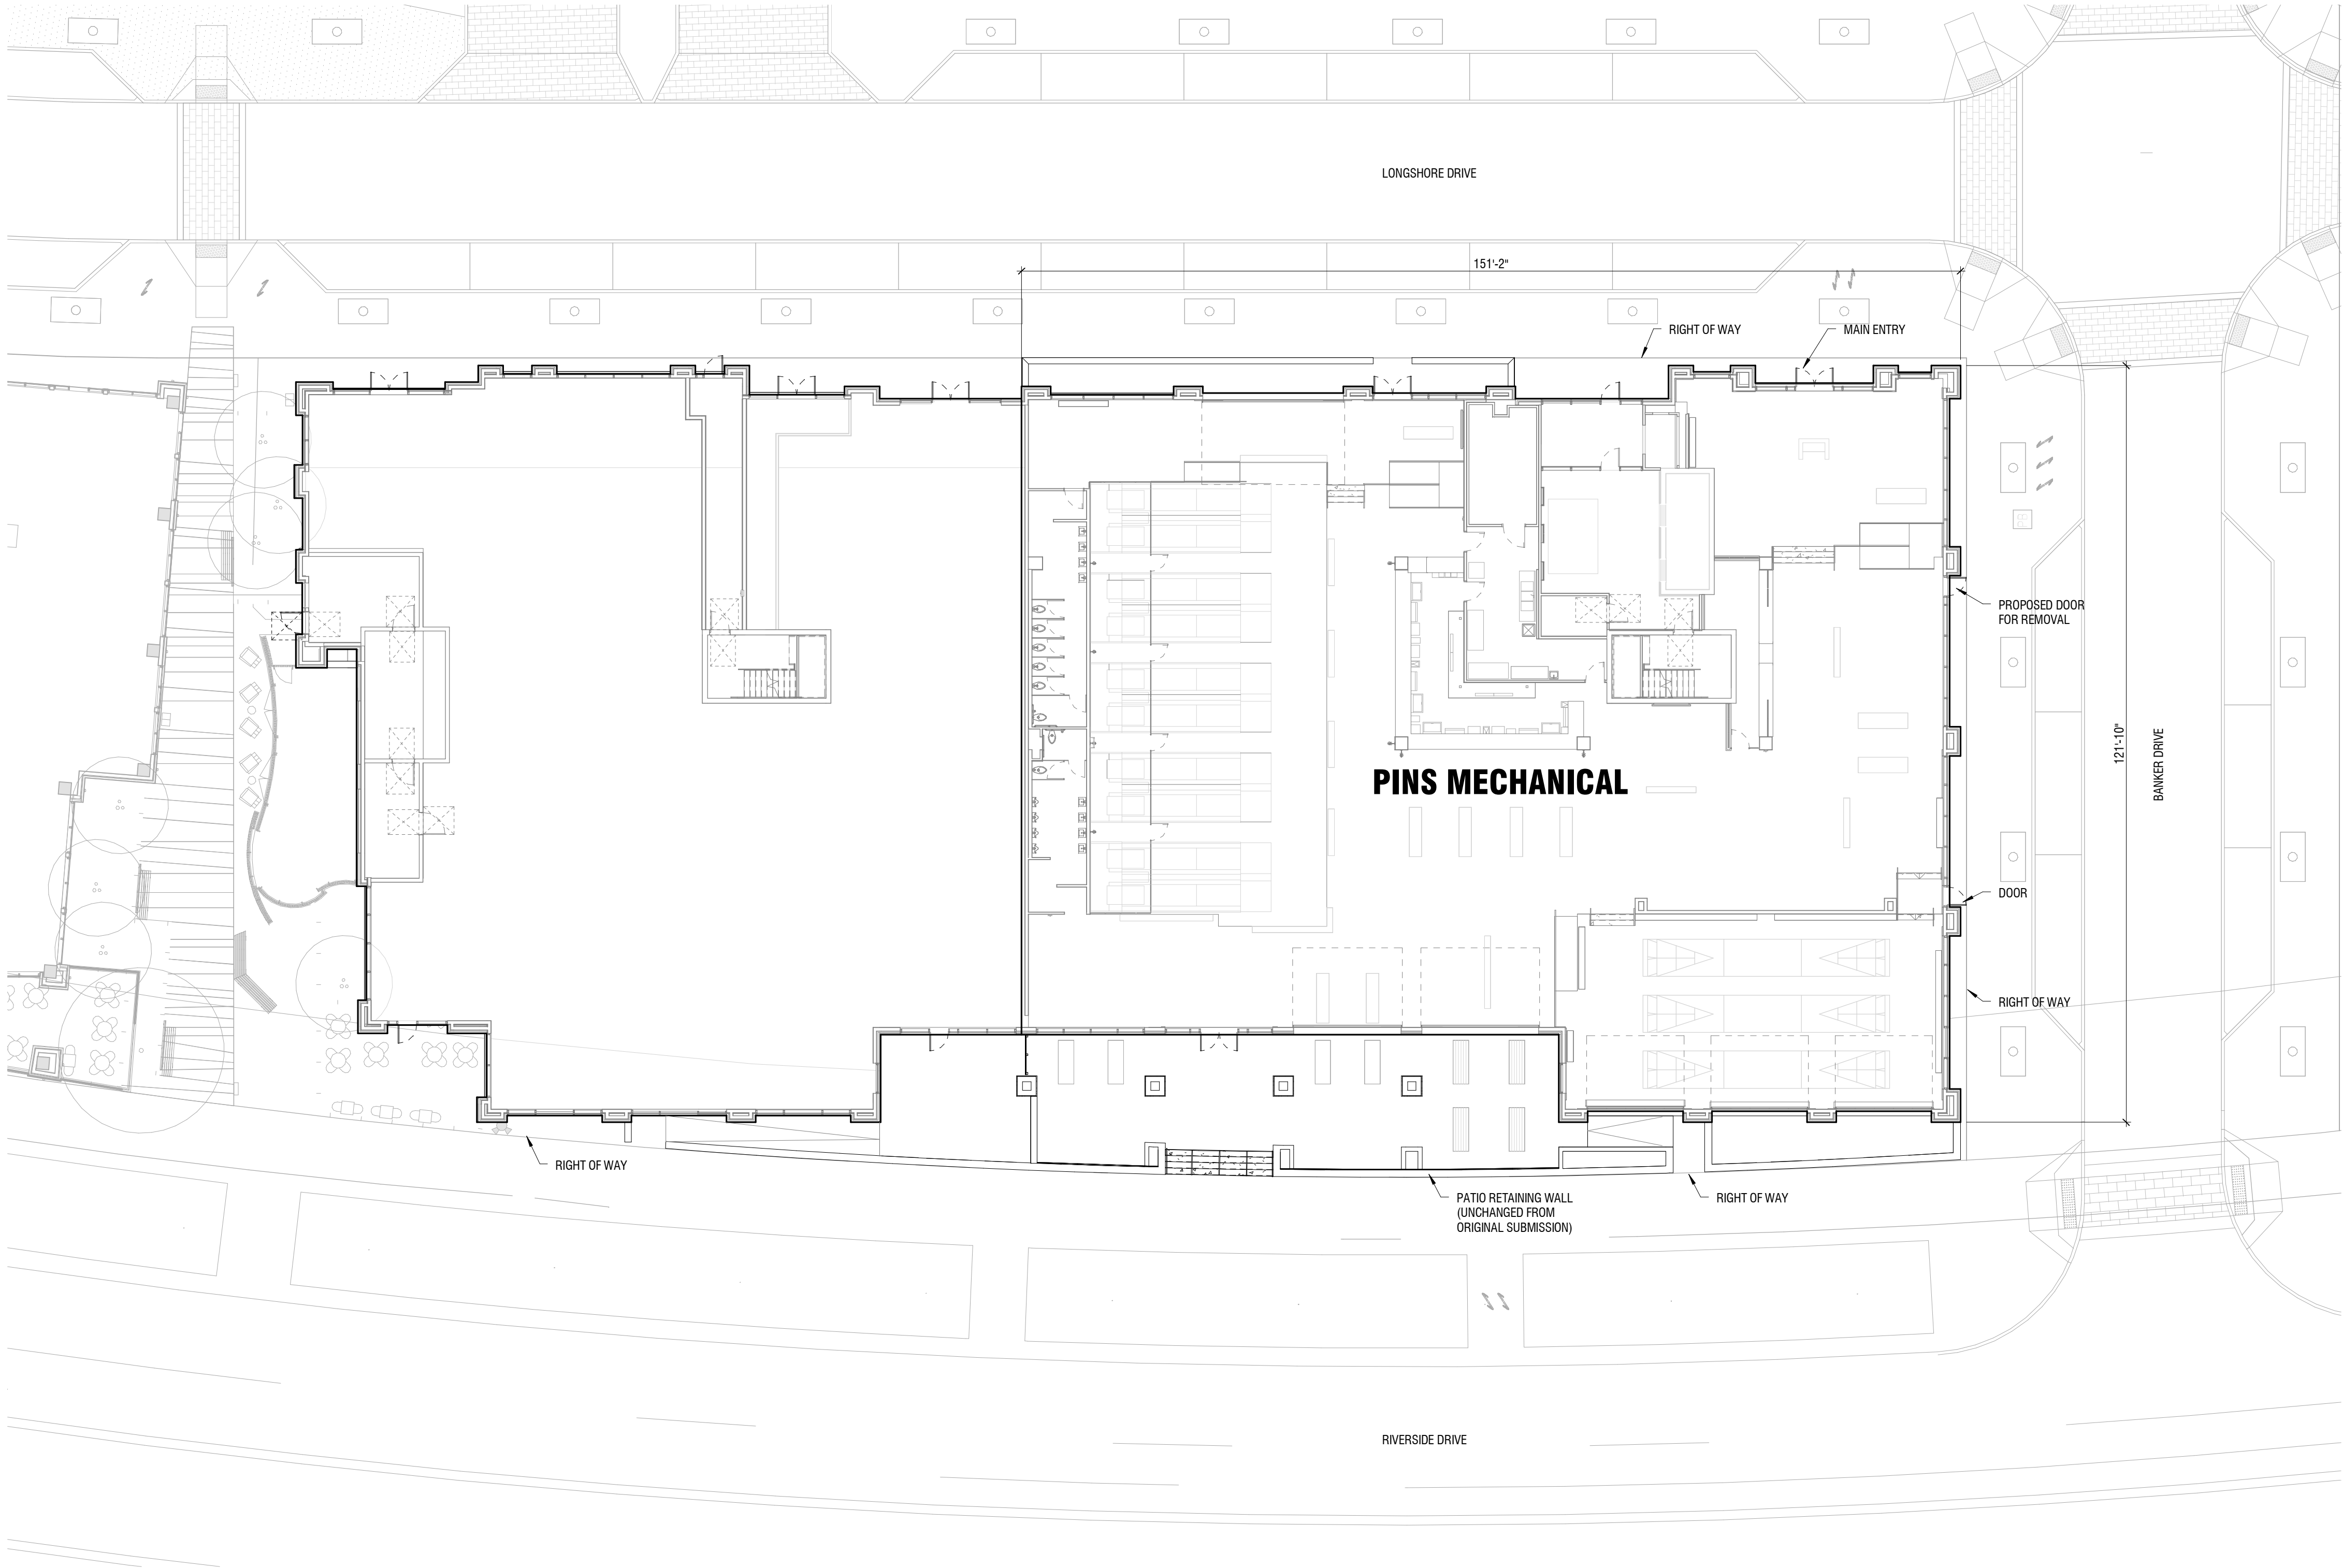 LONGSHORE DRIVE
151'-2"
RIGHT OF WAY
MAIN ENTRY
PROPOSED DOOR
FOR REMOVAL
121'-10"
BANKER DRIVE
PINS MECHANICAL
DOOR
RIGHT OF WAY
RIGHT OF WAY
PATIO RETAINING WALL
(UNCHANGED FROM
ORIGINAL SUBMISSION)
RIGHT OF WAY
RIVERSIDE DRIVE